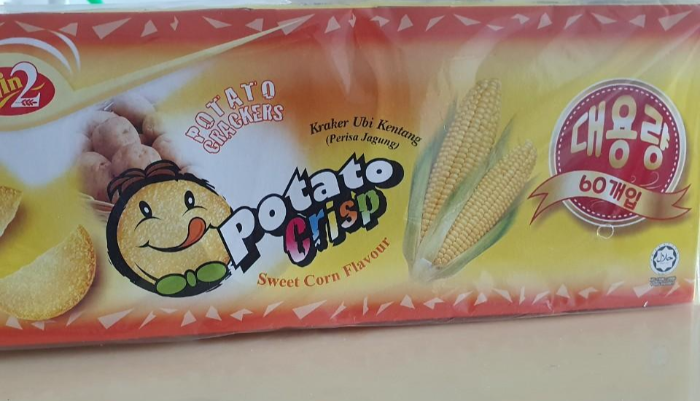 in2
POTATO
CRACKERS
Kraker Ubi Kentang
(Perisa Jagung)
Potato
Crisp
Sweet Corn Flavour
대용량
60개입
حلال